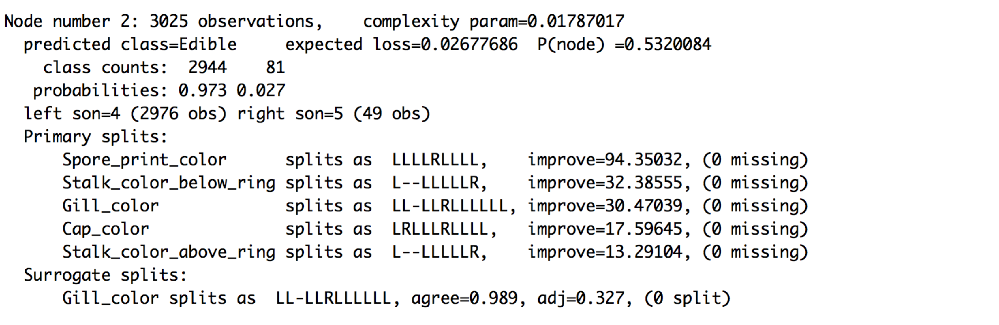 Node number 2: 3025 observations,    complexity param=0.01787017
  predicted class=Edible     expected loss=0.02677686  P(node) =0.5320084
    class counts:  2944    81
   probabilities: 0.973 0.027
  left son=4 (2976 obs) right son=5 (49 obs)
  Primary splits:
      Spore_print_color      splits as  LLLLRLLLL,    improve=94.35032, (0 missing)
      Stalk_color_below_ring splits as  L--LLLLLR,    improve=32.38555, (0 missing)
      Gill_color             splits as  LL-LLRLLLLLL, improve=30.47039, (0 missing)
      Cap_color              splits as  LRLLLRLLLL,   improve=17.59645, (0 missing)
      Stalk_color_above_ring splits as  L--LLLLLR,    improve=13.29104, (0 missing)
  Surrogate splits:
      Gill_color splits as  LL-LLRLLLLLL, agree=0.989, adj=0.327, (0 split)